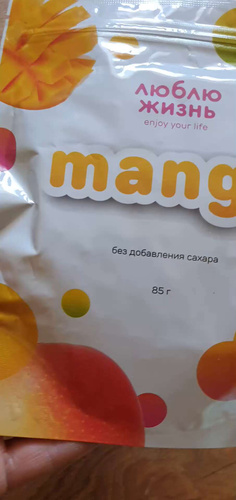 люблю
жизнь
enjoy your life
mang
без добавления сахара
85 г